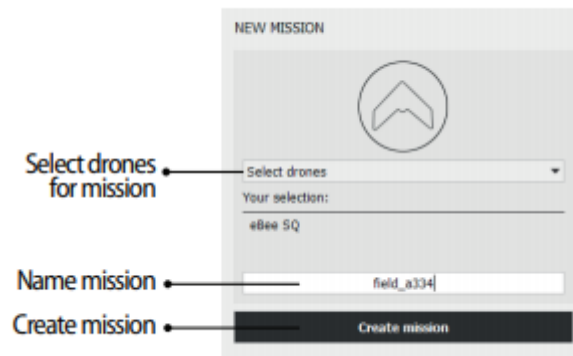 NEW MISSION
Select drones
for mission
Select drones
Your selection:
eBee SQ
Name mission
field_a334
Create mission
Create mission